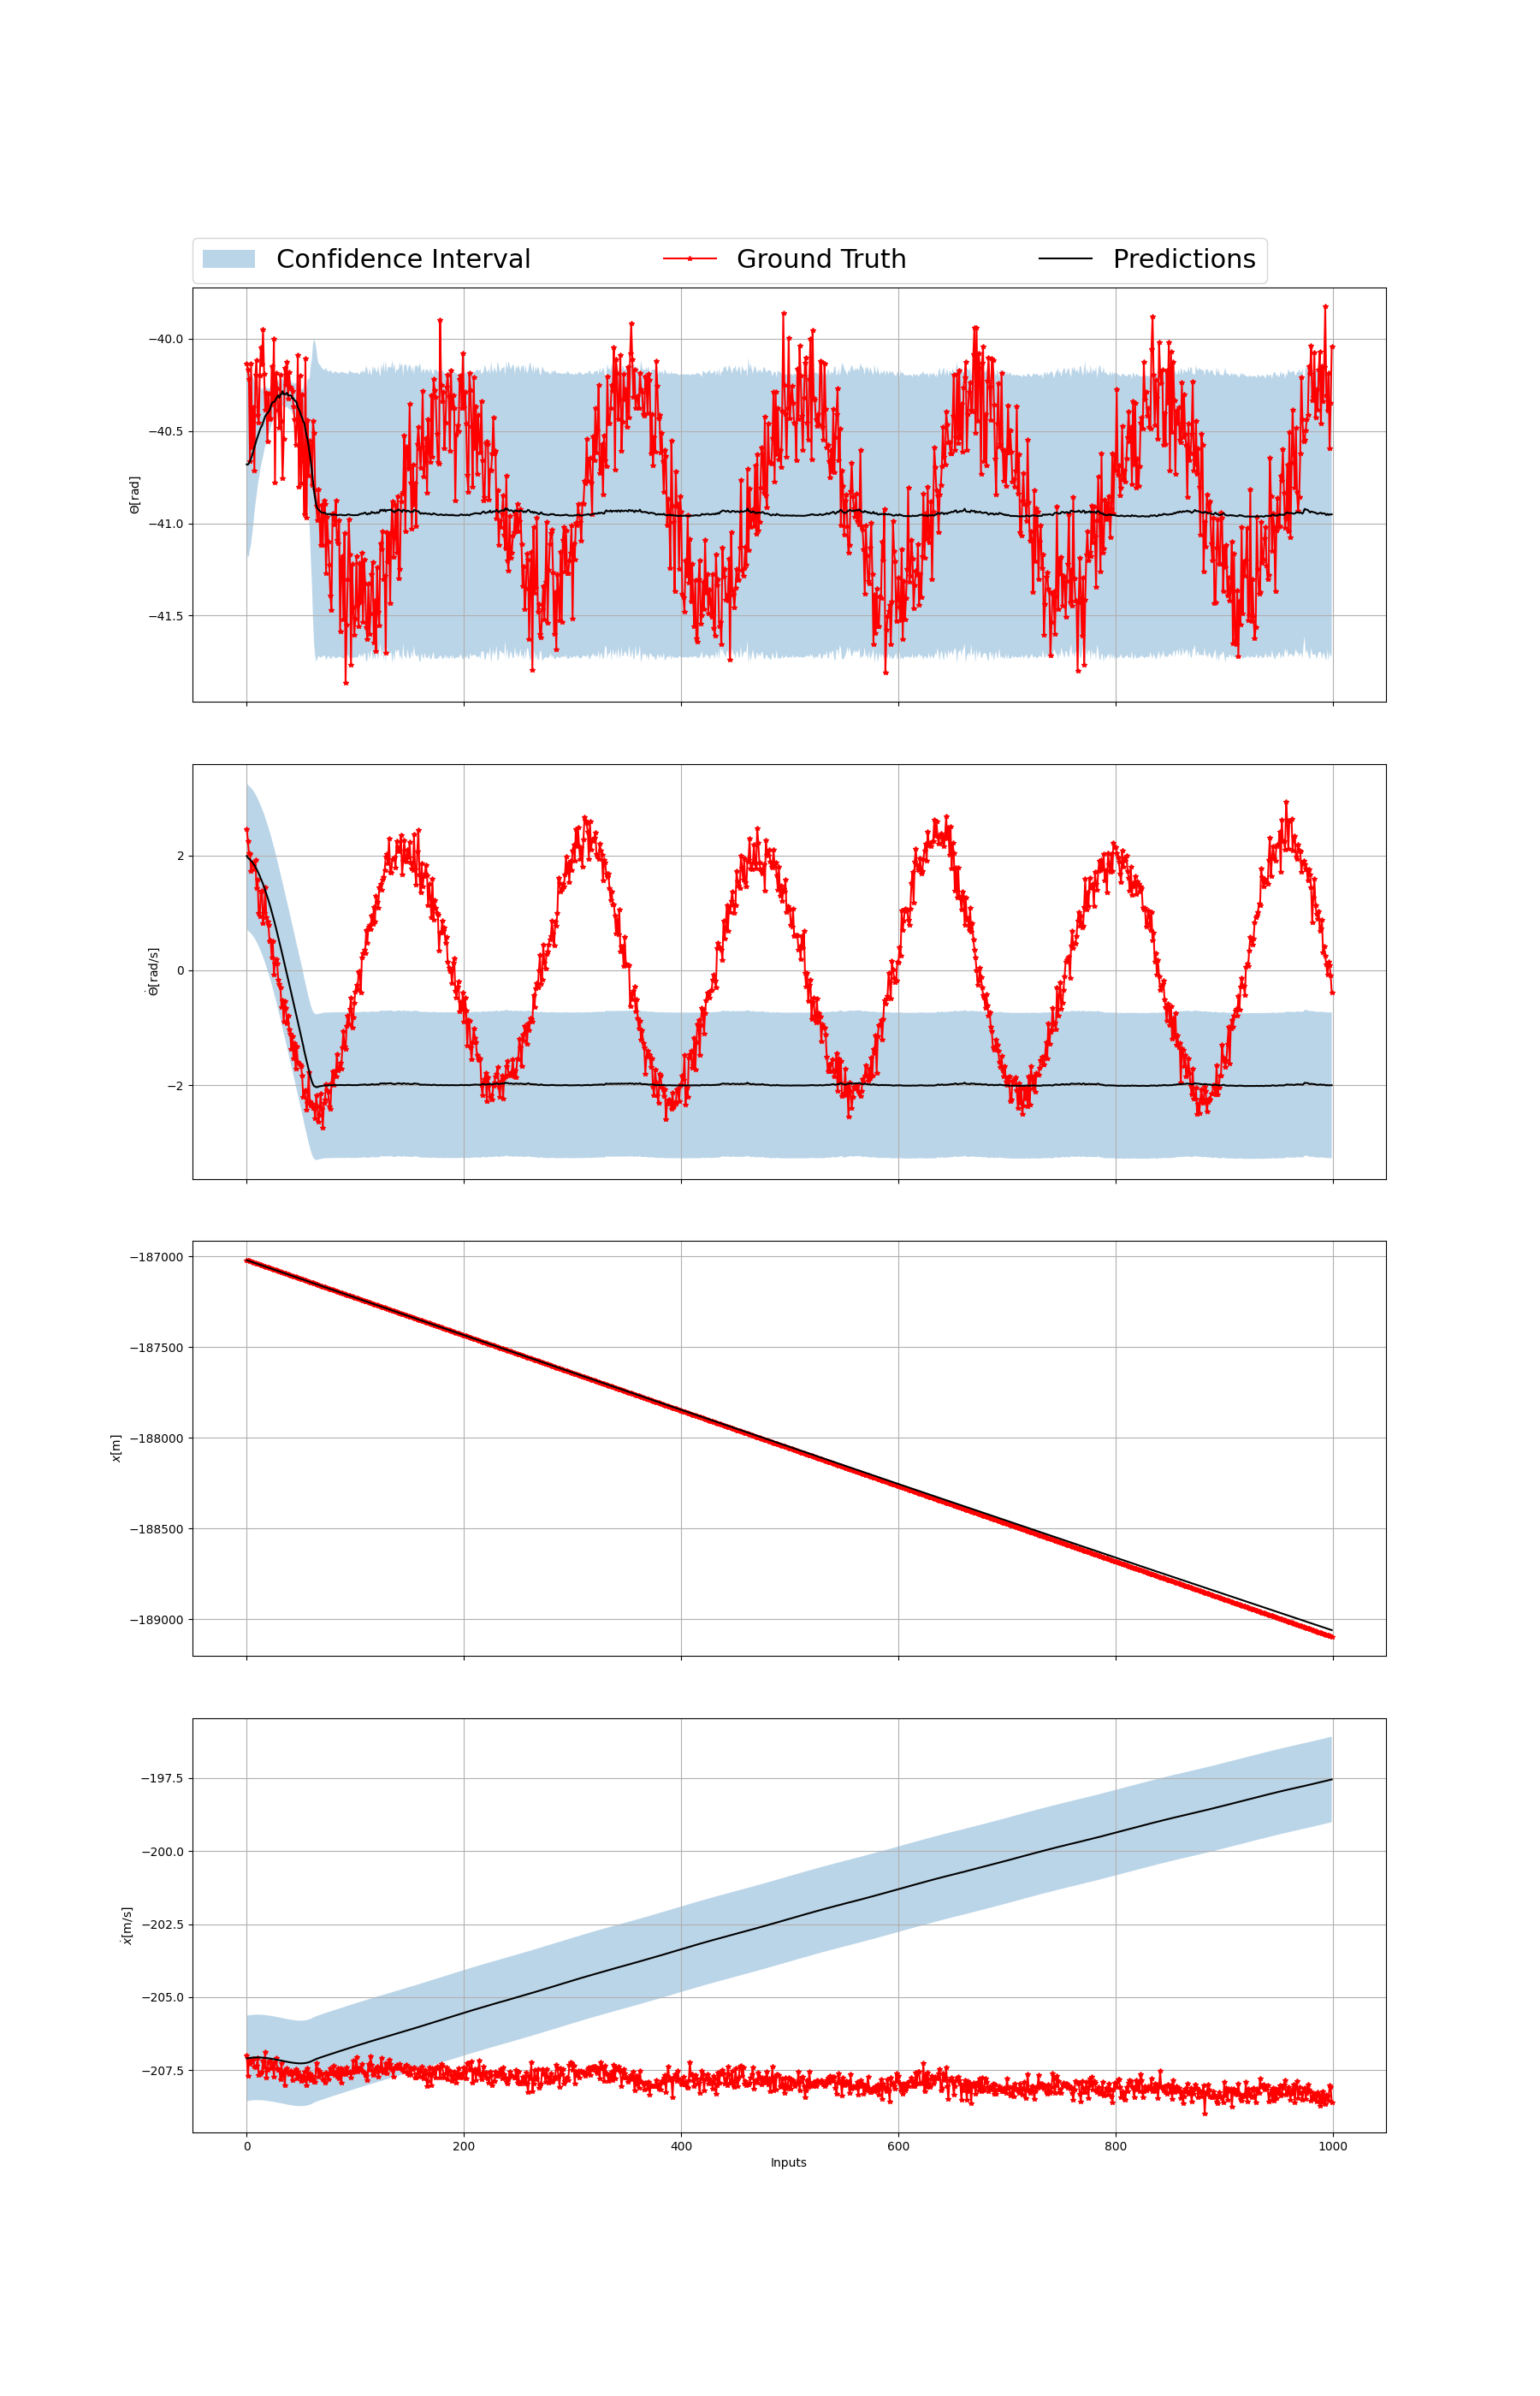 Confidence Interval Ground Truth Predictions
−40.0
−40.5
−41.0
−41.5
Θ[rad]
2
0
−2
Θ̇[rad/s]
−187000
−187500
−188000
−188500
−189000
x[m]
−197.5
−200.0
−202.5
−205.0
−207.5
ẋ[m/s]
0 200 400 600 800 1000
Inputs